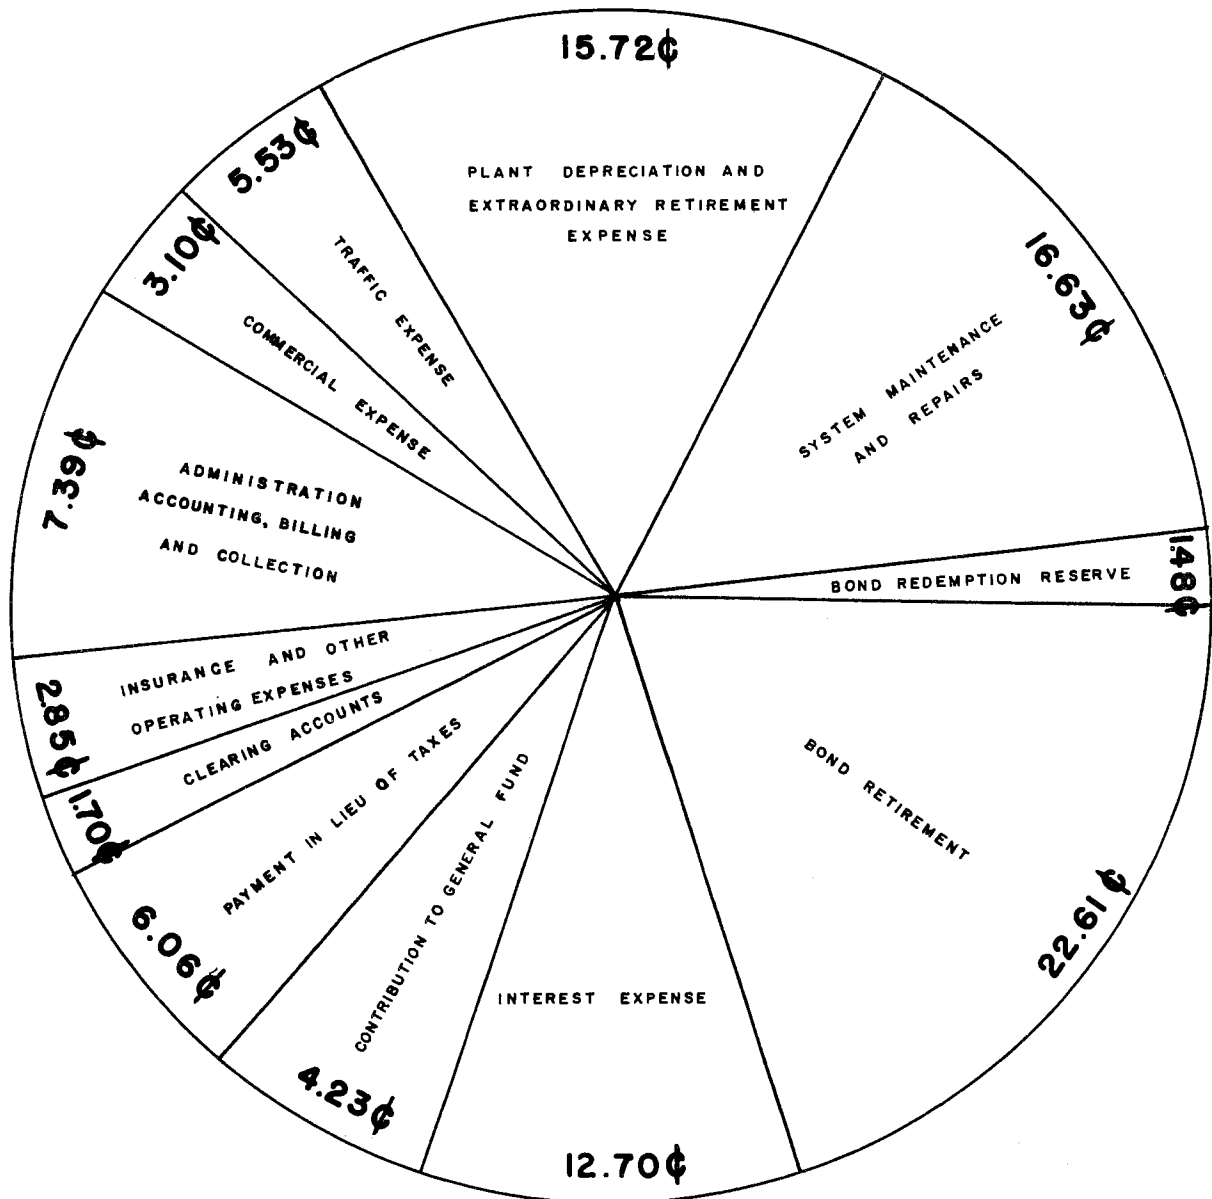 15.72¢
PLANT DEPRECIATION AND
EXTRAORDINARY RETIREMENT
EXPENSE
16.63¢
SYSTEM MAINTENANCE
AND REPAIRS
1.48¢
BOND REDEMPTION RESERVE
BOND RETIREMENT
22.61¢
INTEREST EXPENSE
12.70¢
CONTRIBUTION TO GENERAL FUND
4.23¢
PAYMENT IN LIEU OF TAXES
6.06¢
CLEARING ACCOUNTS
1.70¢
INSURANCE AND OTHER
OPERATING EXPENSES
2.85¢
ADMINISTRATION
ACCOUNTING, BILLING
AND COLLECTION
7.39¢
COMMERCIAL EXPENSE
3.10¢
TRAFFIC EXPENSE
5.53¢